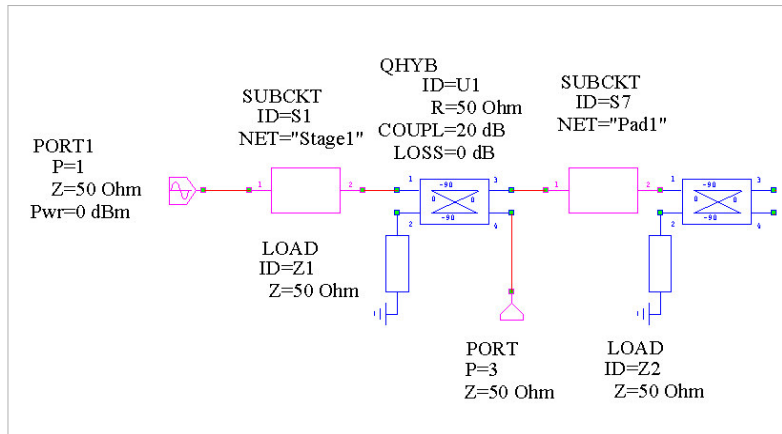 QHYB
ID=U1
R=50 Ohm
COUPL=20 dB
LOSS=0 dB
SUBCKT
ID=S7
NET="Pad1"
SUBCKT
ID=S1
NET="Stage1"
PORT1
P=1
Z=50 Ohm
Pwr=0 dBm
1
2
1
-90
3
0
0
-90
2
4
1
2
1
-90
3
0
0
-90
2
4
LOAD
ID=Z1
Z=50 Ohm
PORT
P=3
Z=50 Ohm
LOAD
ID=Z2
Z=50 Ohm